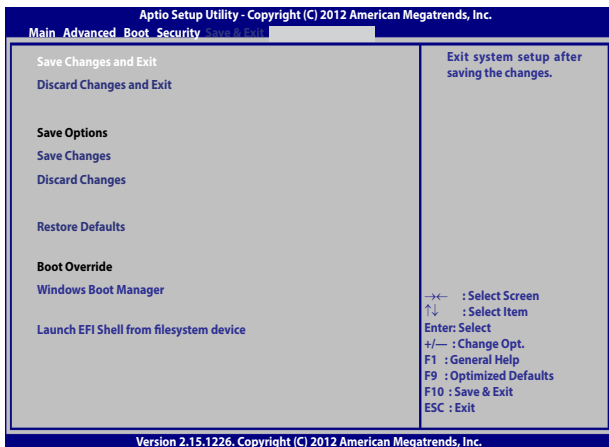 Aptio Setup Utility - Copyright (C) 2012 American Megatrends, Inc.
Main Advanced Boot Security Save & Exit
Save Changes and Exit
Discard Changes and Exit
Save Options
Save Changes
Discard Changes
Restore Defaults
Boot Override
Windows Boot Manager
Launch EFI Shell from filesystem device
Exit system setup after
saving the changes.
→← : Select Screen
↑↓ : Select Item
Enter: Select
+/— : Change Opt.
F1 : General Help
F9 : Optimized Defaults
F10 : Save & Exit
ESC : Exit
Version 2.15.1226. Copyright (C) 2012 American Megatrends, Inc.